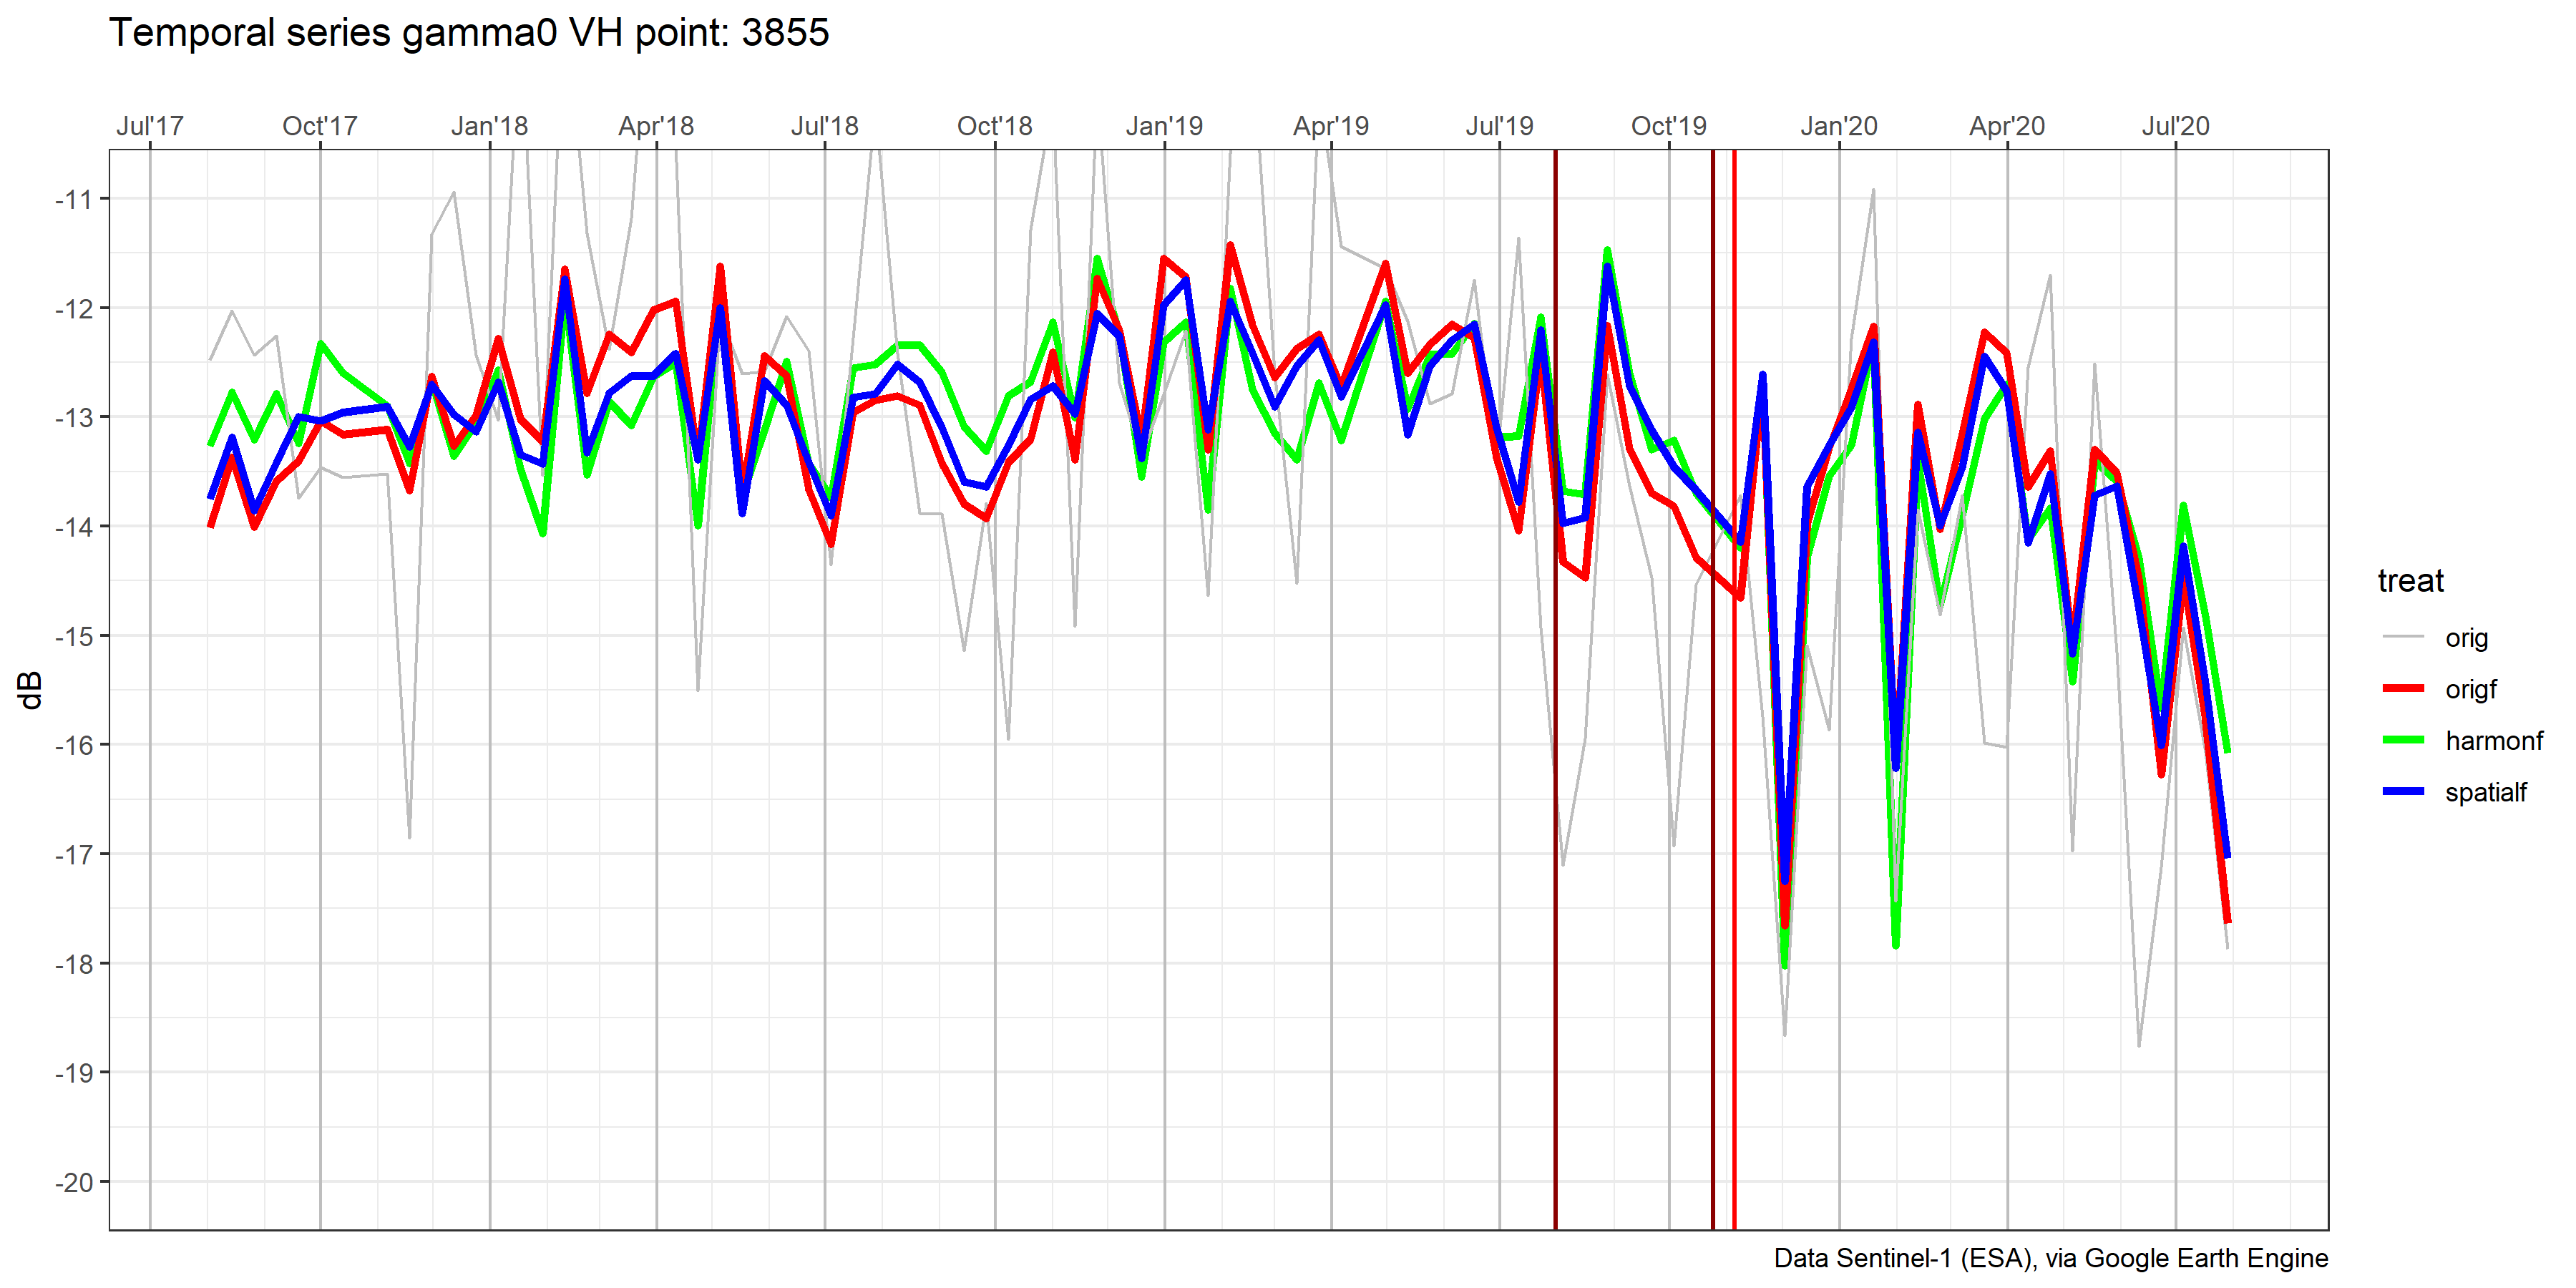 Temporal series gamma0 VH point: 3855
Jul'17 Oct'17 Jan'18 Apr'18 Jul'18 Oct'18 Jan'19 Apr'19 Jul'19 Oct'19 Jan'20 Apr'20 Jul'20
-11
-12
-13
-14
-15
-16
-17
-18
-19
-20
dB
treat
orig
origf
harmonf
spatialf
Data Sentinel-1 (ESA), via Google Earth Engine